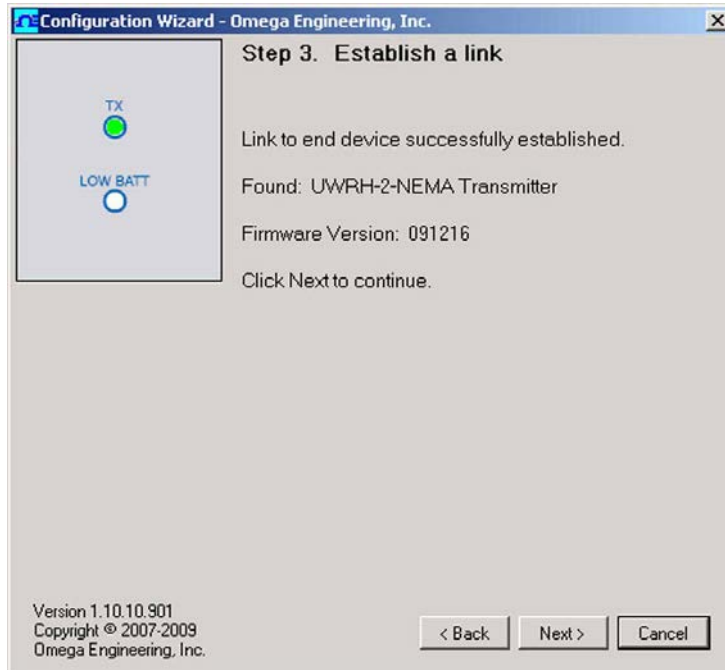 Configuration Wizard - Omega Engineering, Inc.
Step 3. Establish a link
TX
LOW BATT
Link to end device successfully established.
Found: UWRH-2-NEMA Transmitter
Firmware Version: 091216
Click Next to continue.
Version 1.10.10.901
Copyright © 2007-2009
Omega Engineering, Inc.
< Back
Next >
Cancel